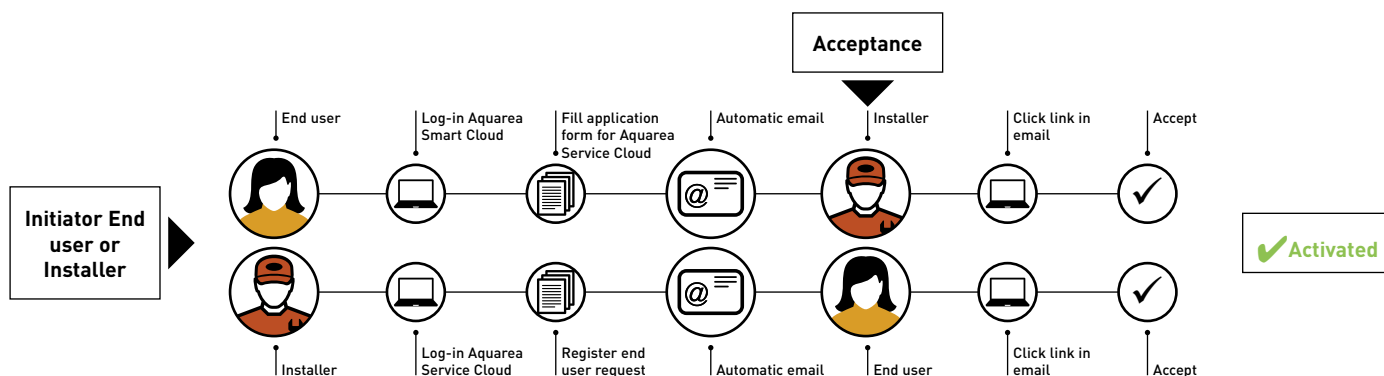 Acceptance
End user
Log-in Aquarea
Smart Cloud
Fill application
form for Aquarea
Service Cloud
Automatic email
Installer
Click link in
email
Accept
Initiator End
user or
Installer
@
@
Activated
Installer
Log-in Aquarea
Service Cloud
Register end
user request
Automatic email
End user
Click link in
email
Accept